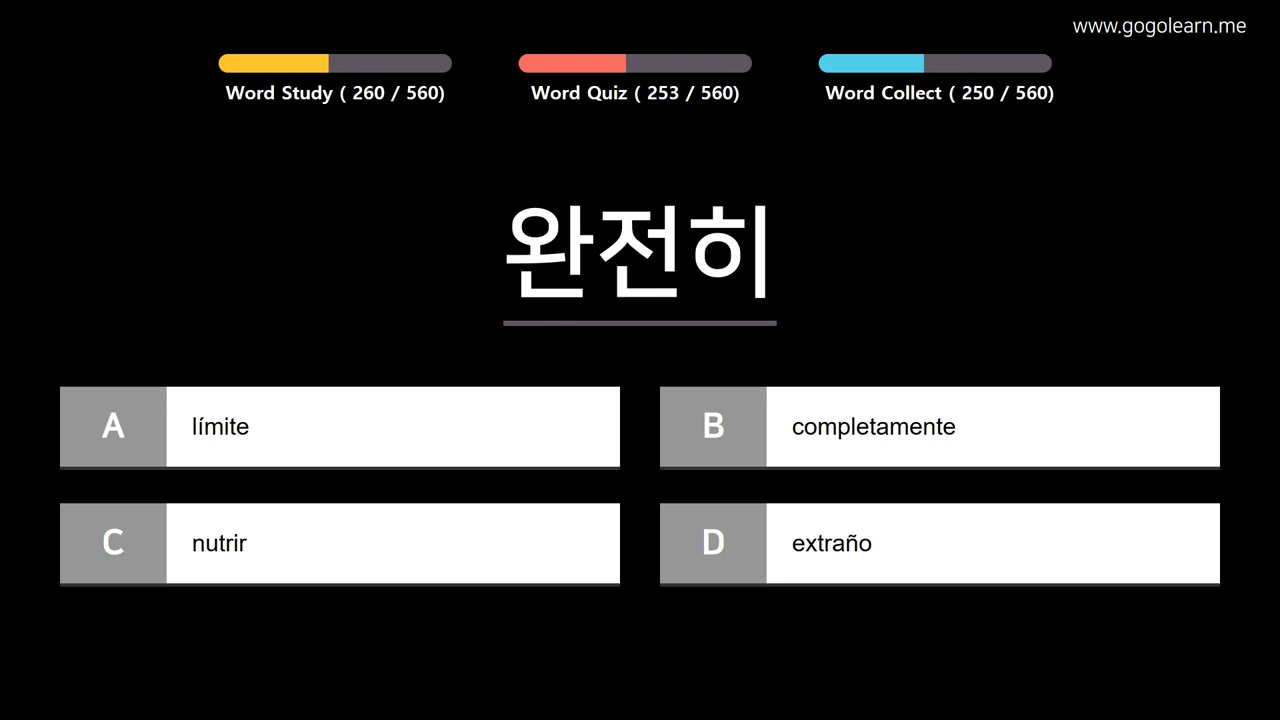 www.gogolearn.me
Word Study ( 260 / 560)
Word Quiz ( 253 / 560)
Word Collect ( 250 / 560)
완전히
A límite
B completamente
C nutrir
D extraño